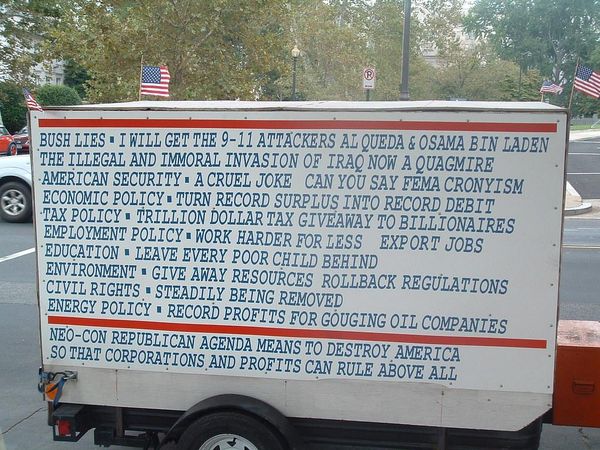 BUSH LIES ▪ I WILL GET THE 9-11 ATTACKERS AL QUEDA & OSAMA BIN LADEN
THE ILLEGAL AND IMMORAL INVASION OF IRAQ NOW A QUAGMIRE
AMERICAN SECURITY ▪ A CRUEL JOKE CAN YOU SAY FEMA CRONYISM
ECONOMIC POLICY ▪ TURN RECORD SURPLUS INTO RECORD DEBIT
TAX POLICY ▪ TRILLION DOLLAR TAX GIVEAWAY TO BILLIONAIRES
EMPLOYMENT POLICY ▪ WORK HARDER FOR LESS EXPORT JOBS
EDUCATION ▪ LEAVE EVERY POOR CHILD BEHIND
ENVIRONMENT ▪ GIVE AWAY RESOURCES ROLLBACK REGULATIONS
CIVIL RIGHTS ▪ STEADILY BEING REMOVED
ENERGY POLICY ▪ RECORD PROFITS FOR GOUGING OIL COMPANIES
NEO-CON REPUBLICAN AGENDA MEANS TO DESTROY AMERICA
SO THAT CORPORATIONS AND PROFITS CAN RULE ABOVE ALL